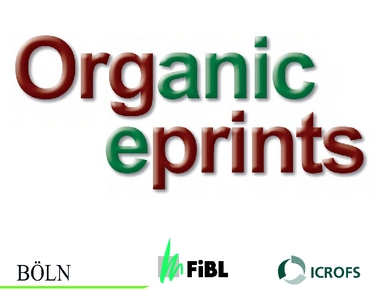 Organic
eprints
BÖLN
FiBL
ICROFS